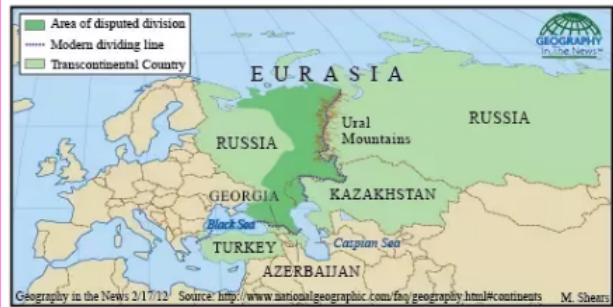 Area of disputed division
Modern dividing line
Transcontinental Country
GEOGRAPHY
In The News™
EURASIA
RUSSIA
Ural
Mountains
RUSSIA
GEORGIA
KAZAKHSTAN
Black Sea
TURKEY
Caspian Sea
AZERBAIJAN
Geography in the News 2/17/12 Source: http://www.nationalgeographic.com/faq/geography.html#continents M. Shears